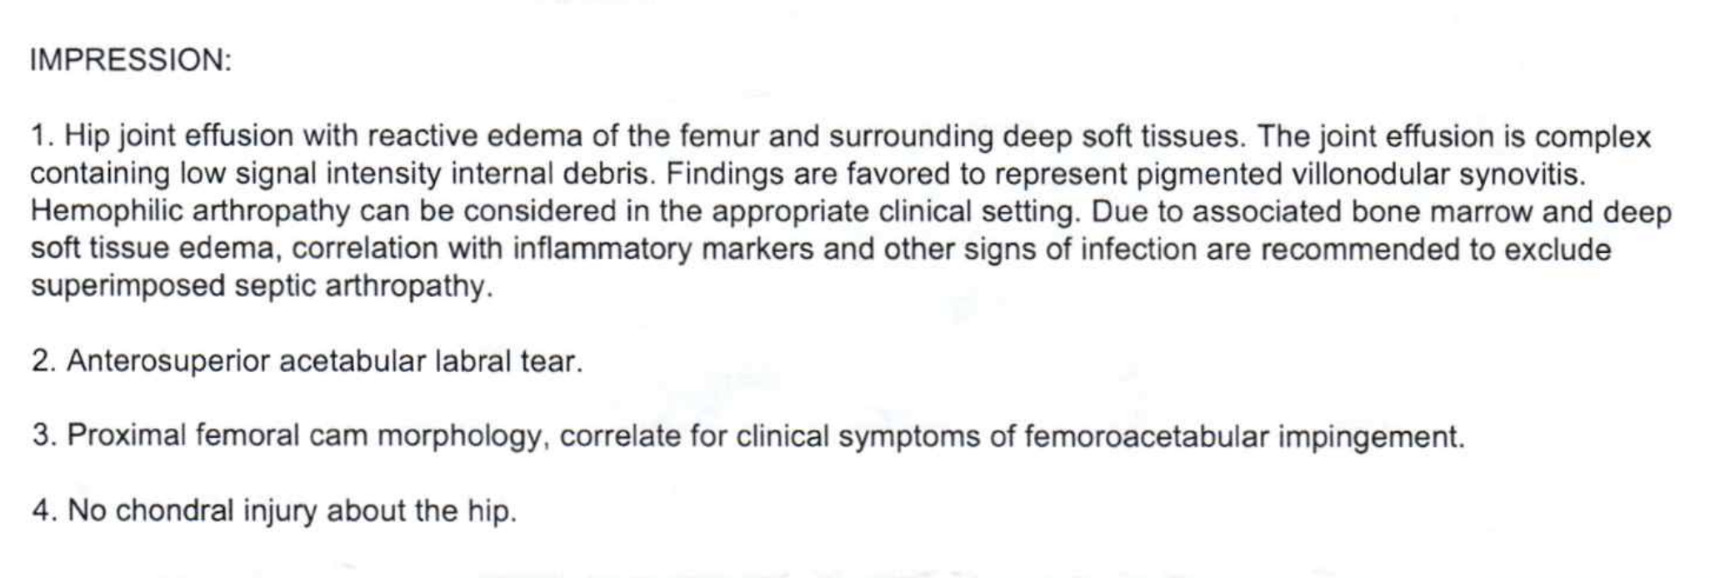 IMPRESSION:
1. Hip joint effusion with reactive edema of the femur and surrounding deep soft tissues. The joint effusion is complex
containing low signal intensity internal debris. Findings are favored to represent pigmented villonodular synovitis.
Hemophilic arthropathy can be considered in the appropriate clinical setting. Due to associated bone marrow and deep
soft tissue edema, correlation with inflammatory markers and other signs of infection are recommended to exclude
superimposed septic arthropathy.
2. Anterosuperior acetabular labral tear.
3. Proximal femoral cam morphology, correlate for clinical symptoms of femoroacetabular impingement.
4. No chondral injury about the hip.